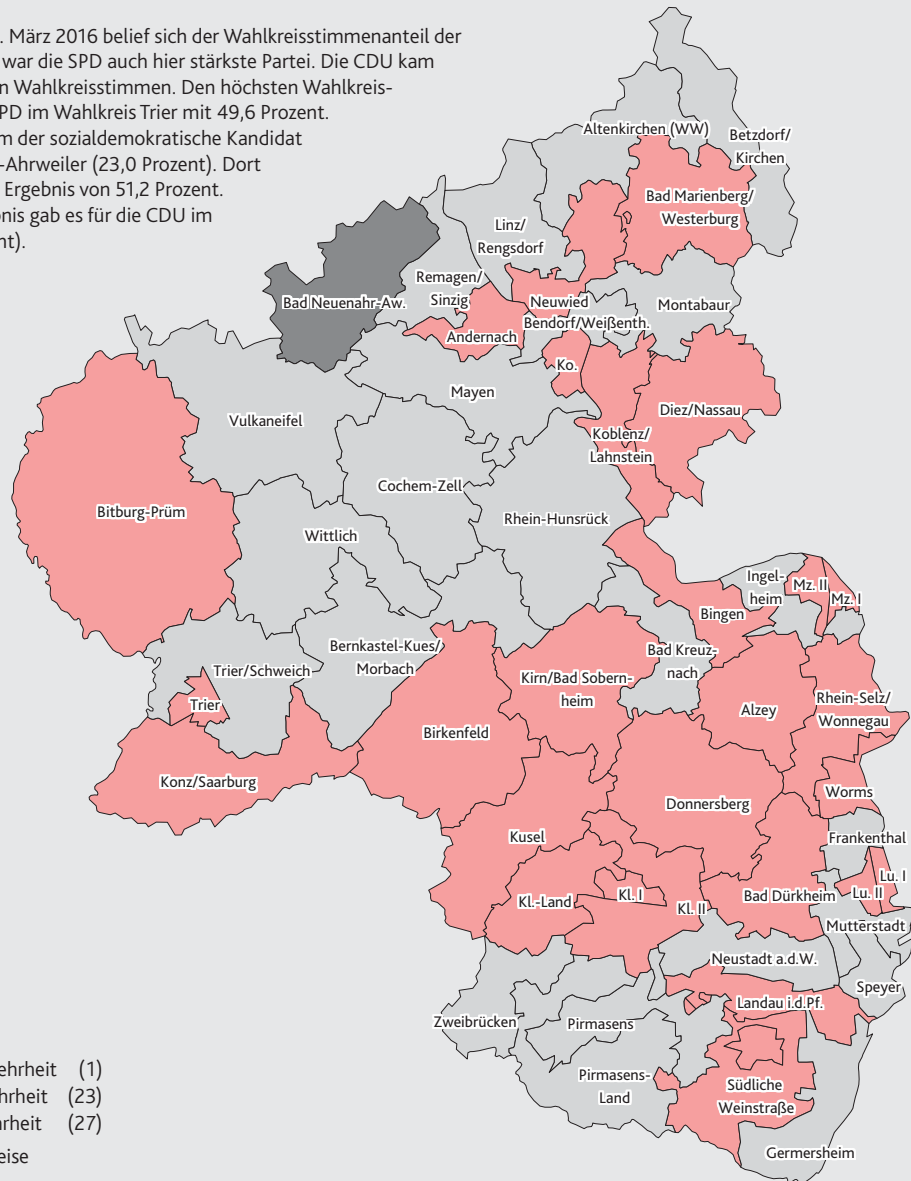 . März 2016 belief sich der Wahlkreisstimmenanteil der
war die SPD auch hier stärkste Partei. Die CDU kam
n Wahlkreisstimmen. Den höchsten Wahlkreis-
PD im Wahlkreis Trier mit 49,6 Prozent.
m der sozialdemokratische Kandidat
-Ahrweiler (23,0 Prozent). Dort
Ergebnis von 51,2 Prozent.
bnis gab es für die CDU im
nt).
Altenkirchen (WW)
Betzdorf/
Kirchen
Bad Marienberg/
Westerburg
Linz/
Rengsdorf
Remagen/
Sinzig
Bad Neuenahr-Aw.
Neuwied
Montabaur
Bendorf/Weißenth.
Andernach
Ko.
Mayen
Diez/Nassau
Vulkaneifel
Koblenz/
Lahnstein
Cochem-Zell
Bitburg-Prüm
Rhein-Hunsrück
Wittlich
Ingel-
heim
Mz. II
Mz. I
Bingen
Bernkastel-Kues/
Morbach
Bad Kreuz-
nach
Trier/Schweich
Kirn/Bad Sobern-
heim
Trier
Alzey
Rhein-Selz/
Wonnegau
Birkenfeld
Konz/Saarburg
Worms
Donnersberg
Kusel
Frankenthal
Lu. I
Lu. II
Kl.-Land
Kl. I
Kl. II
Bad Dürkheim
Mutterstadt
Neustadt a.d.W.
Speyer
Landau i.d.Pf.
Zweibrücken
Pirmasens
Pirmasens-
Land
Südliche
Weinstraße
Germersheim
ehrheit (1)
hrheit (23)
rheit (27)
eise